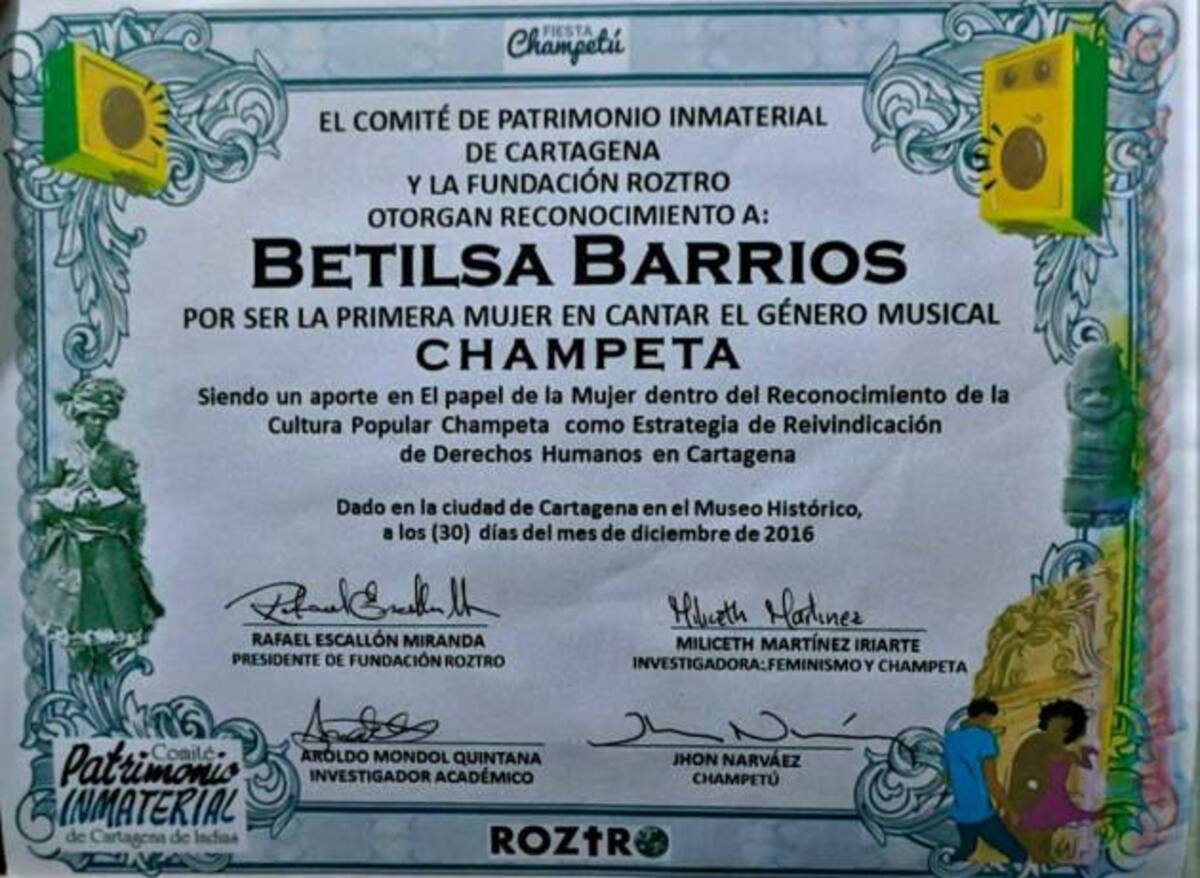 FIESTA
Champetú
EL COMITÉ DE PATRIMONIO INMATERIAL
DE CARTAGENA
Y LA FUNDACIÓN ROZTRO
OTORGAN RECONOCIMIENTO A:
BETILSA BARRIOS
POR SER LA PRIMERA MUJER EN CANTAR EL GÉNERO MUSICAL
CHAMPETA
Siendo un aporte en El papel de la Mujer dentro del Reconocimiento de la
Cultura Popular Champeta como Estrategia de Reivindicación
de Derechos Humanos en Cartagena
Dado en la ciudad de Cartagena en el Museo Histórico,
a los (30) días del mes de diciembre de 2016
Rafael Escallón M
Miliceth Martinez
RAFAEL ESCALLÓN MIRANDA
MILICETH MARTÍNEZ IRIARTE
PRESIDENTE DE FUNDACIÓN ROZTRO
INVESTIGADORA:.FEMINISMO Y CHAMPETA
AROLDO MONDOL QUINTANA
JHON NARVÁEZ
INVESTIGADOR ACADÉMICO
CHAMPETÚ
Comité
Patrimonio
INMATERIAL
de Cartagena de Indias
ROZTRO